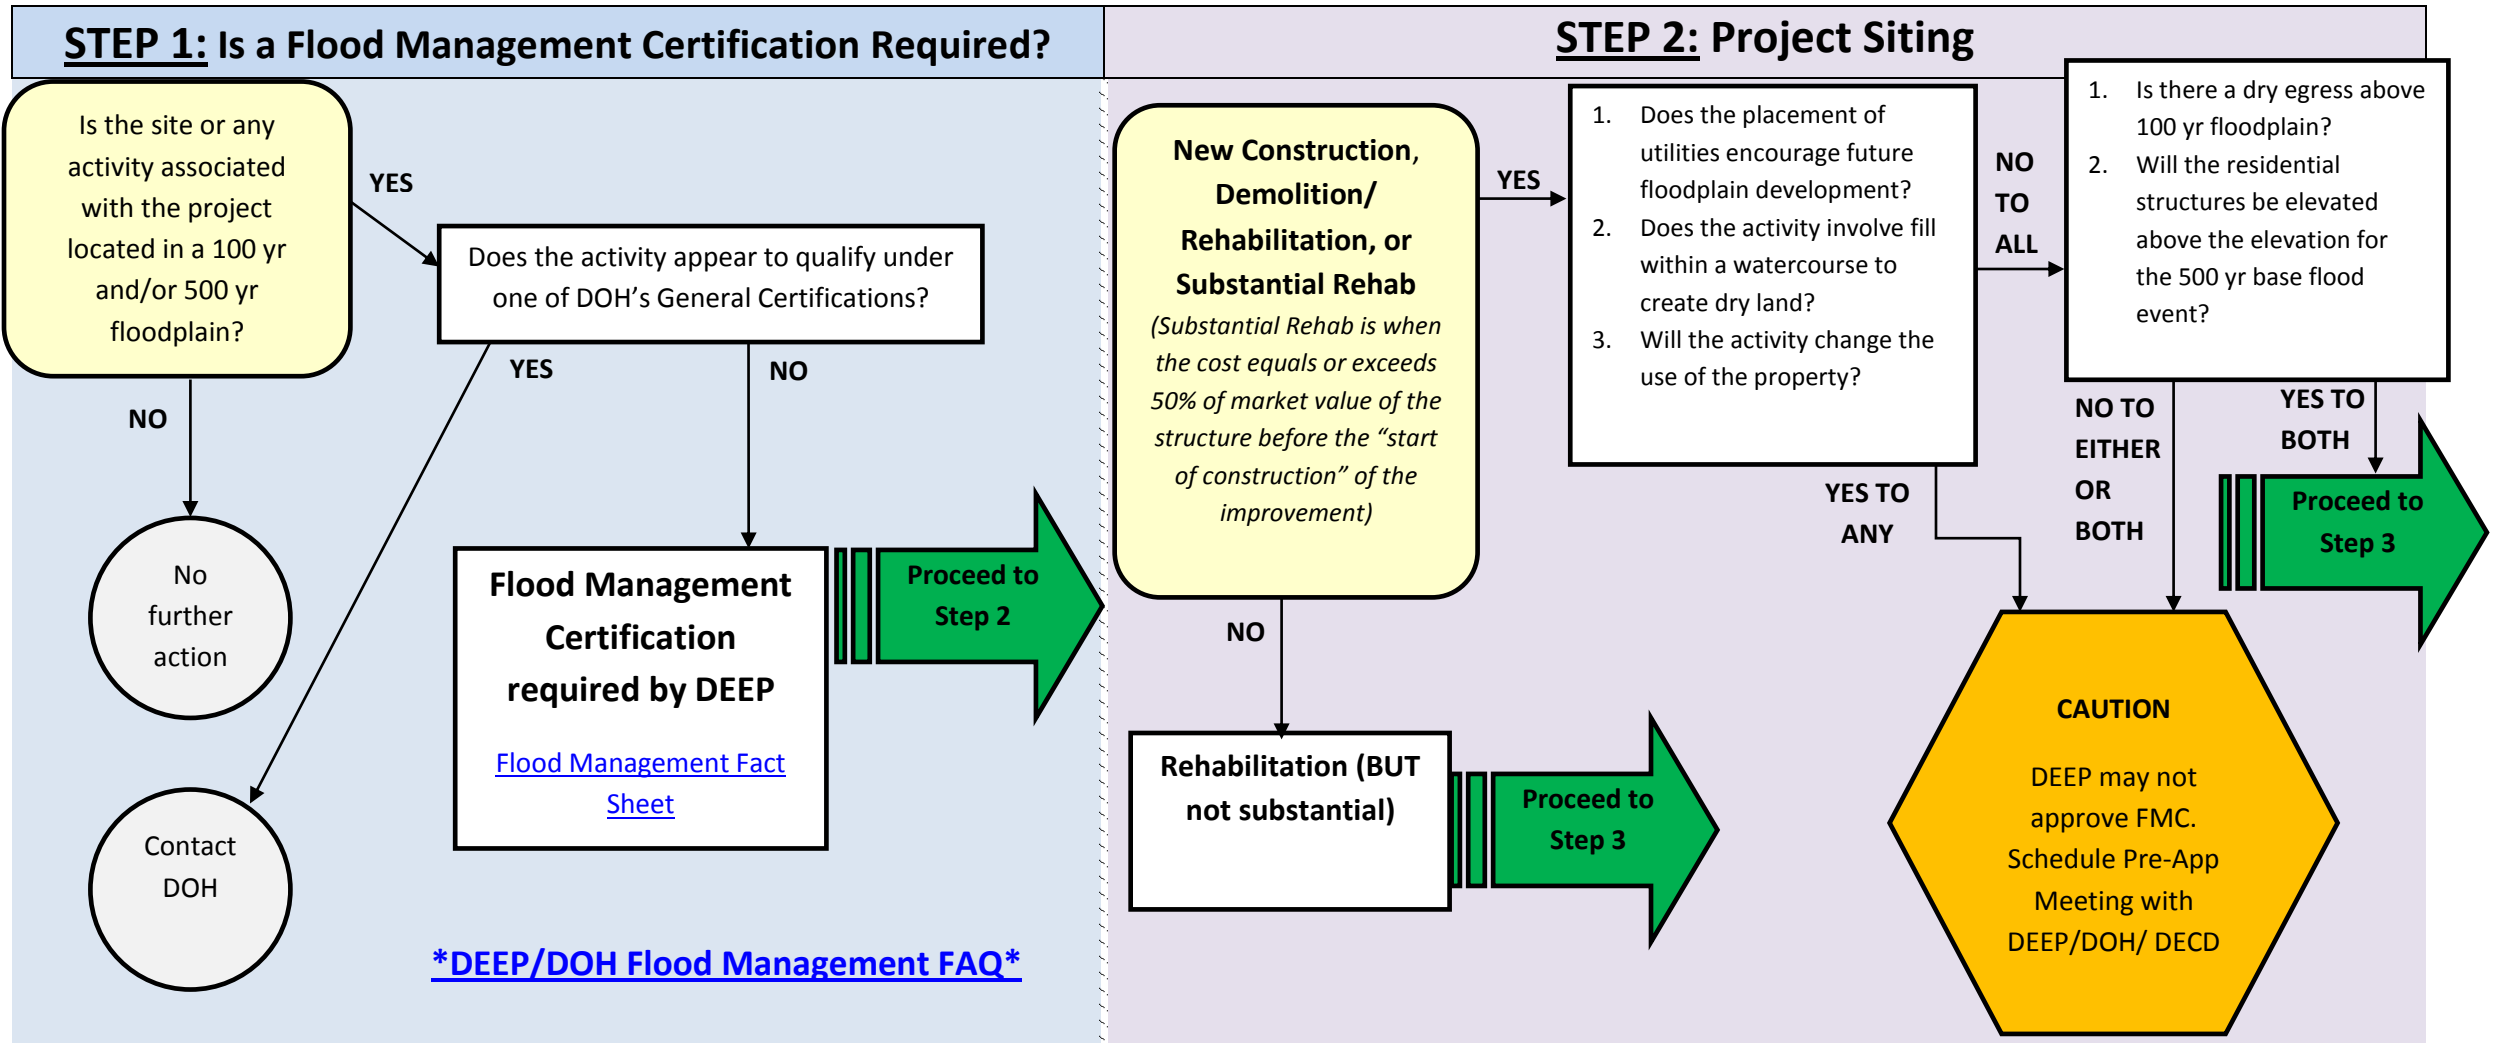 STEP 1: Is a Flood Management Certification Required?
Is the site or any
activity associated
with the project
located in a 100 yr
and/or 500 yr
floodplain?
YES
NO
Does the activity appear to qualify under
one of DOH’s General Certifications?
YES
NO
No
further
action
Contact
DOH
Flood Management
Certification
required by DEEP
Flood Management Fact
Sheet
Proceed to
Step 2
*DEEP/DOH Flood Management FAQ*
STEP 2: Project Siting
New Construction,
Demolition/
Rehabilitation, or
Substantial Rehab
(Substantial Rehab is when
the cost equals or exceeds
50% of market value of the
structure before the “start
of construction” of the
improvement)
YES
NO
Rehabilitation (BUT
not substantial)
Proceed to
Step 3
1. Does the placement of
utilities encourage future
floodplain development?
2. Does the activity involve fill
within a watercourse to
create dry land?
3. Will the activity change the
use of the property?
NO
TO
ALL
YES TO
ANY
1. Is there a dry egress above
100 yr floodplain?
2. Will the residential
structures be elevated
above the elevation for
the 500 yr base flood
event?
NO TO
EITHER
OR
BOTH
YES TO
BOTH
Proceed to
Step 3
CAUTION
DEEP may not
approve FMC.
Schedule Pre-App
Meeting with
DEEP/DOH/ DECD